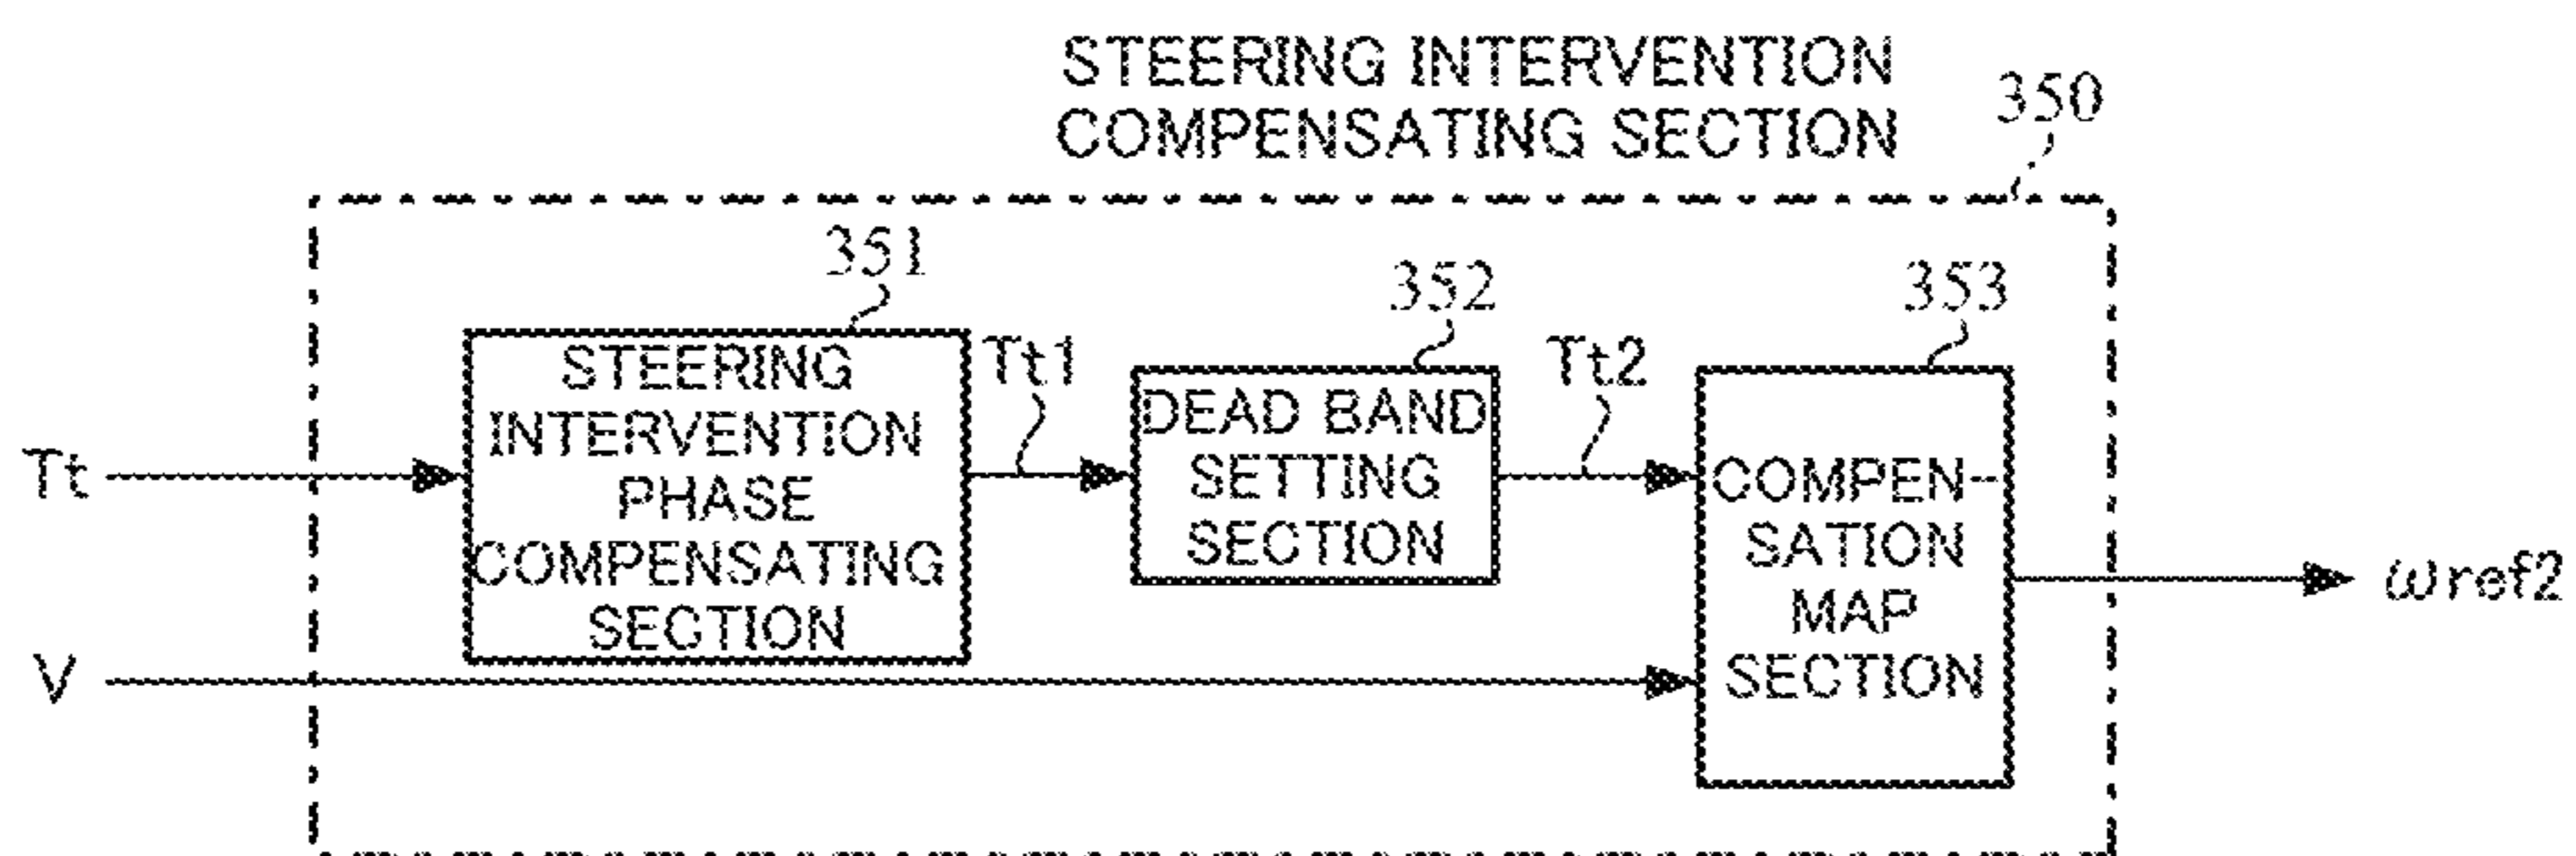 STEERING INTERVENTION
COMPENSATING SECTION
350
351
352
353
STEERING
INTERVENTION
PHASE
COMPENSATING
SECTION
Tt1
DEAD BAND
SETTING
SECTION
Tt2
COMPEN-
SATION
MAP
SECTION
Tt
V
ωref2